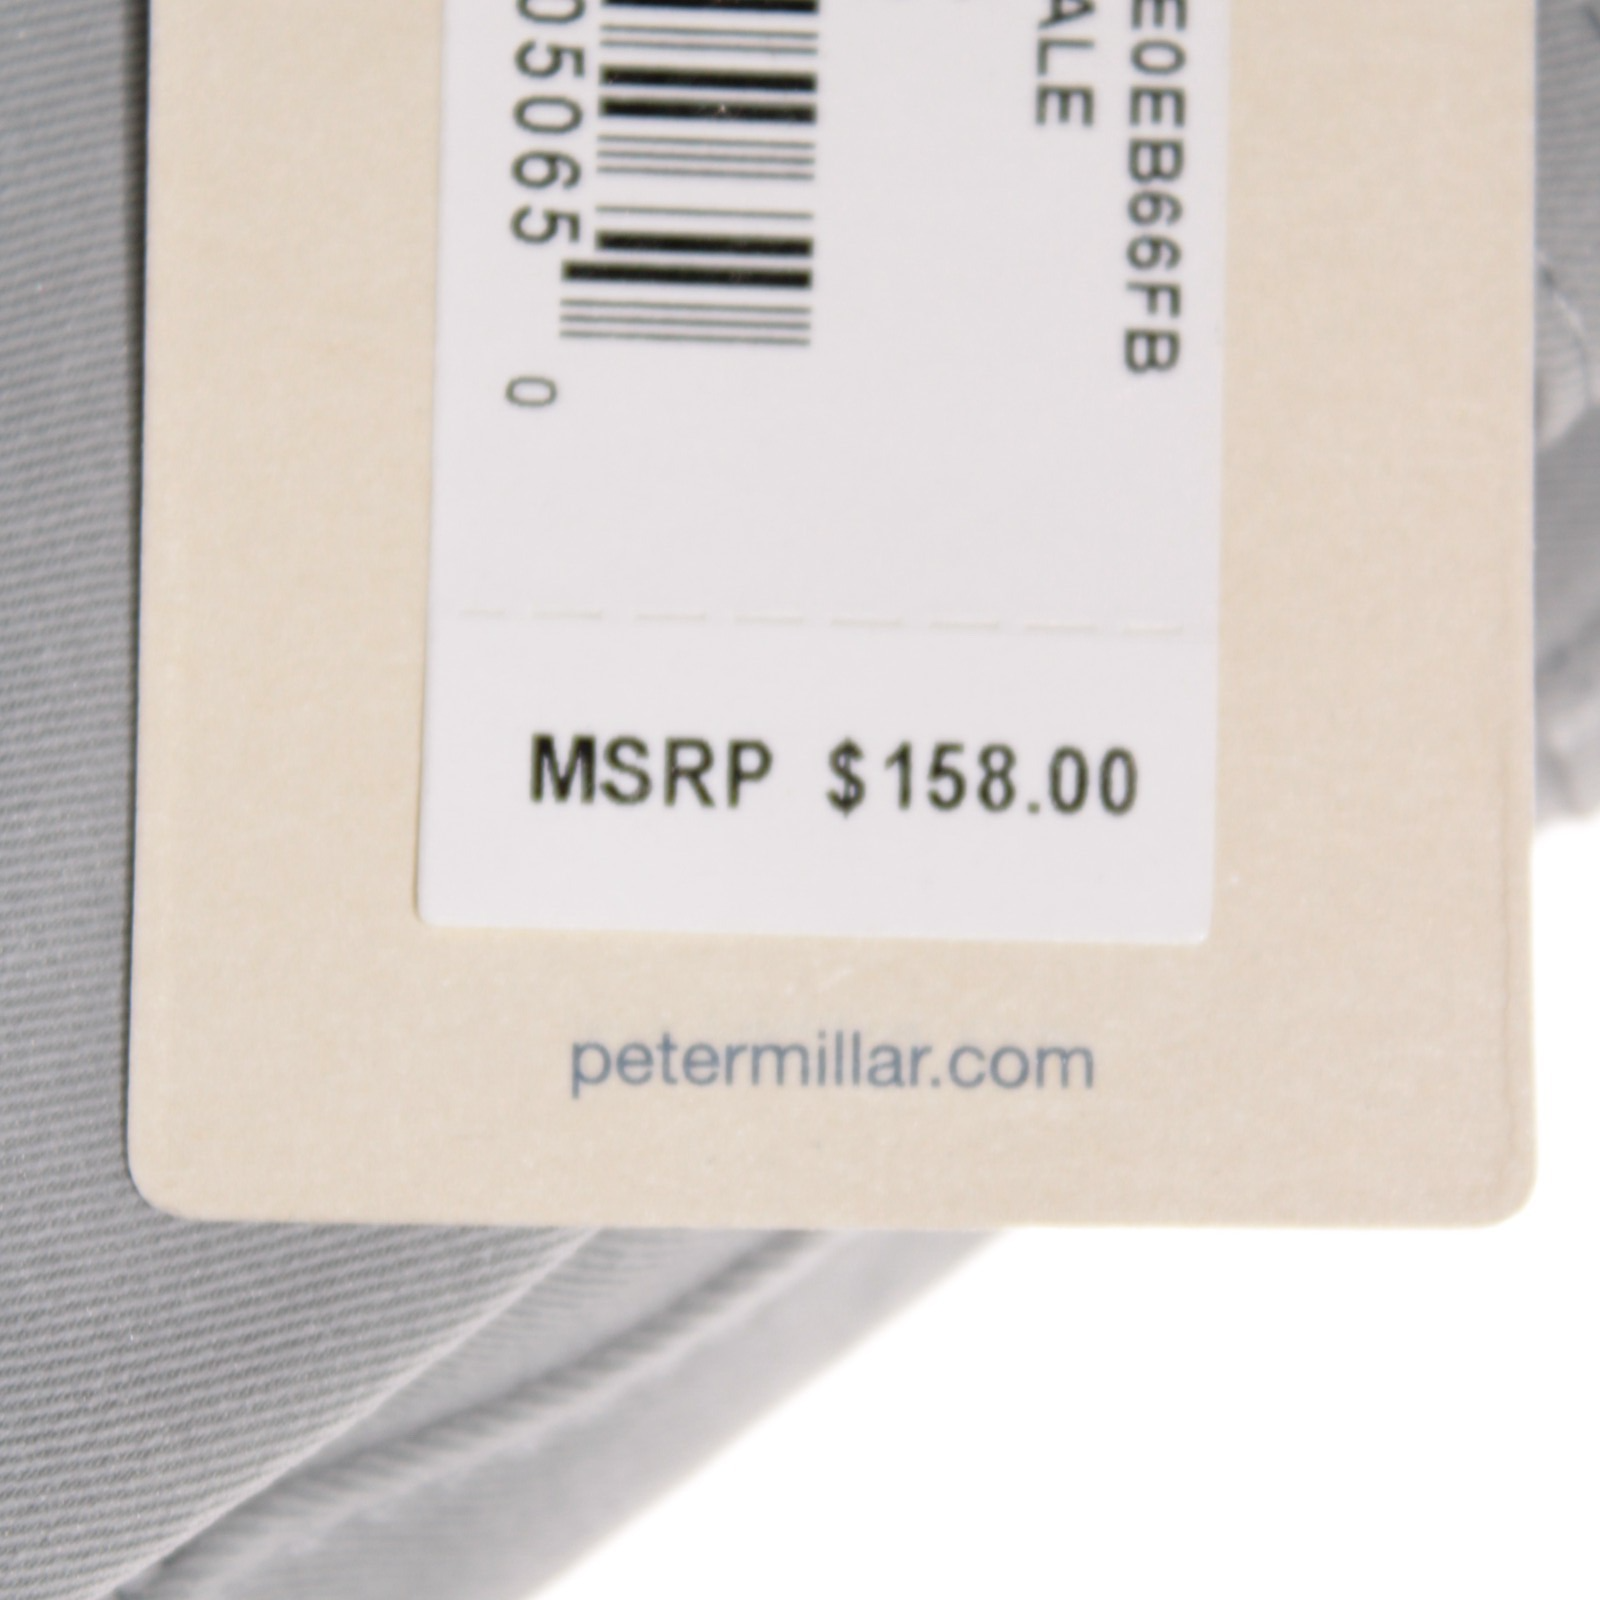 E0EB66FB
ALE
05065
0
MSRP $158.00
petermillar.com